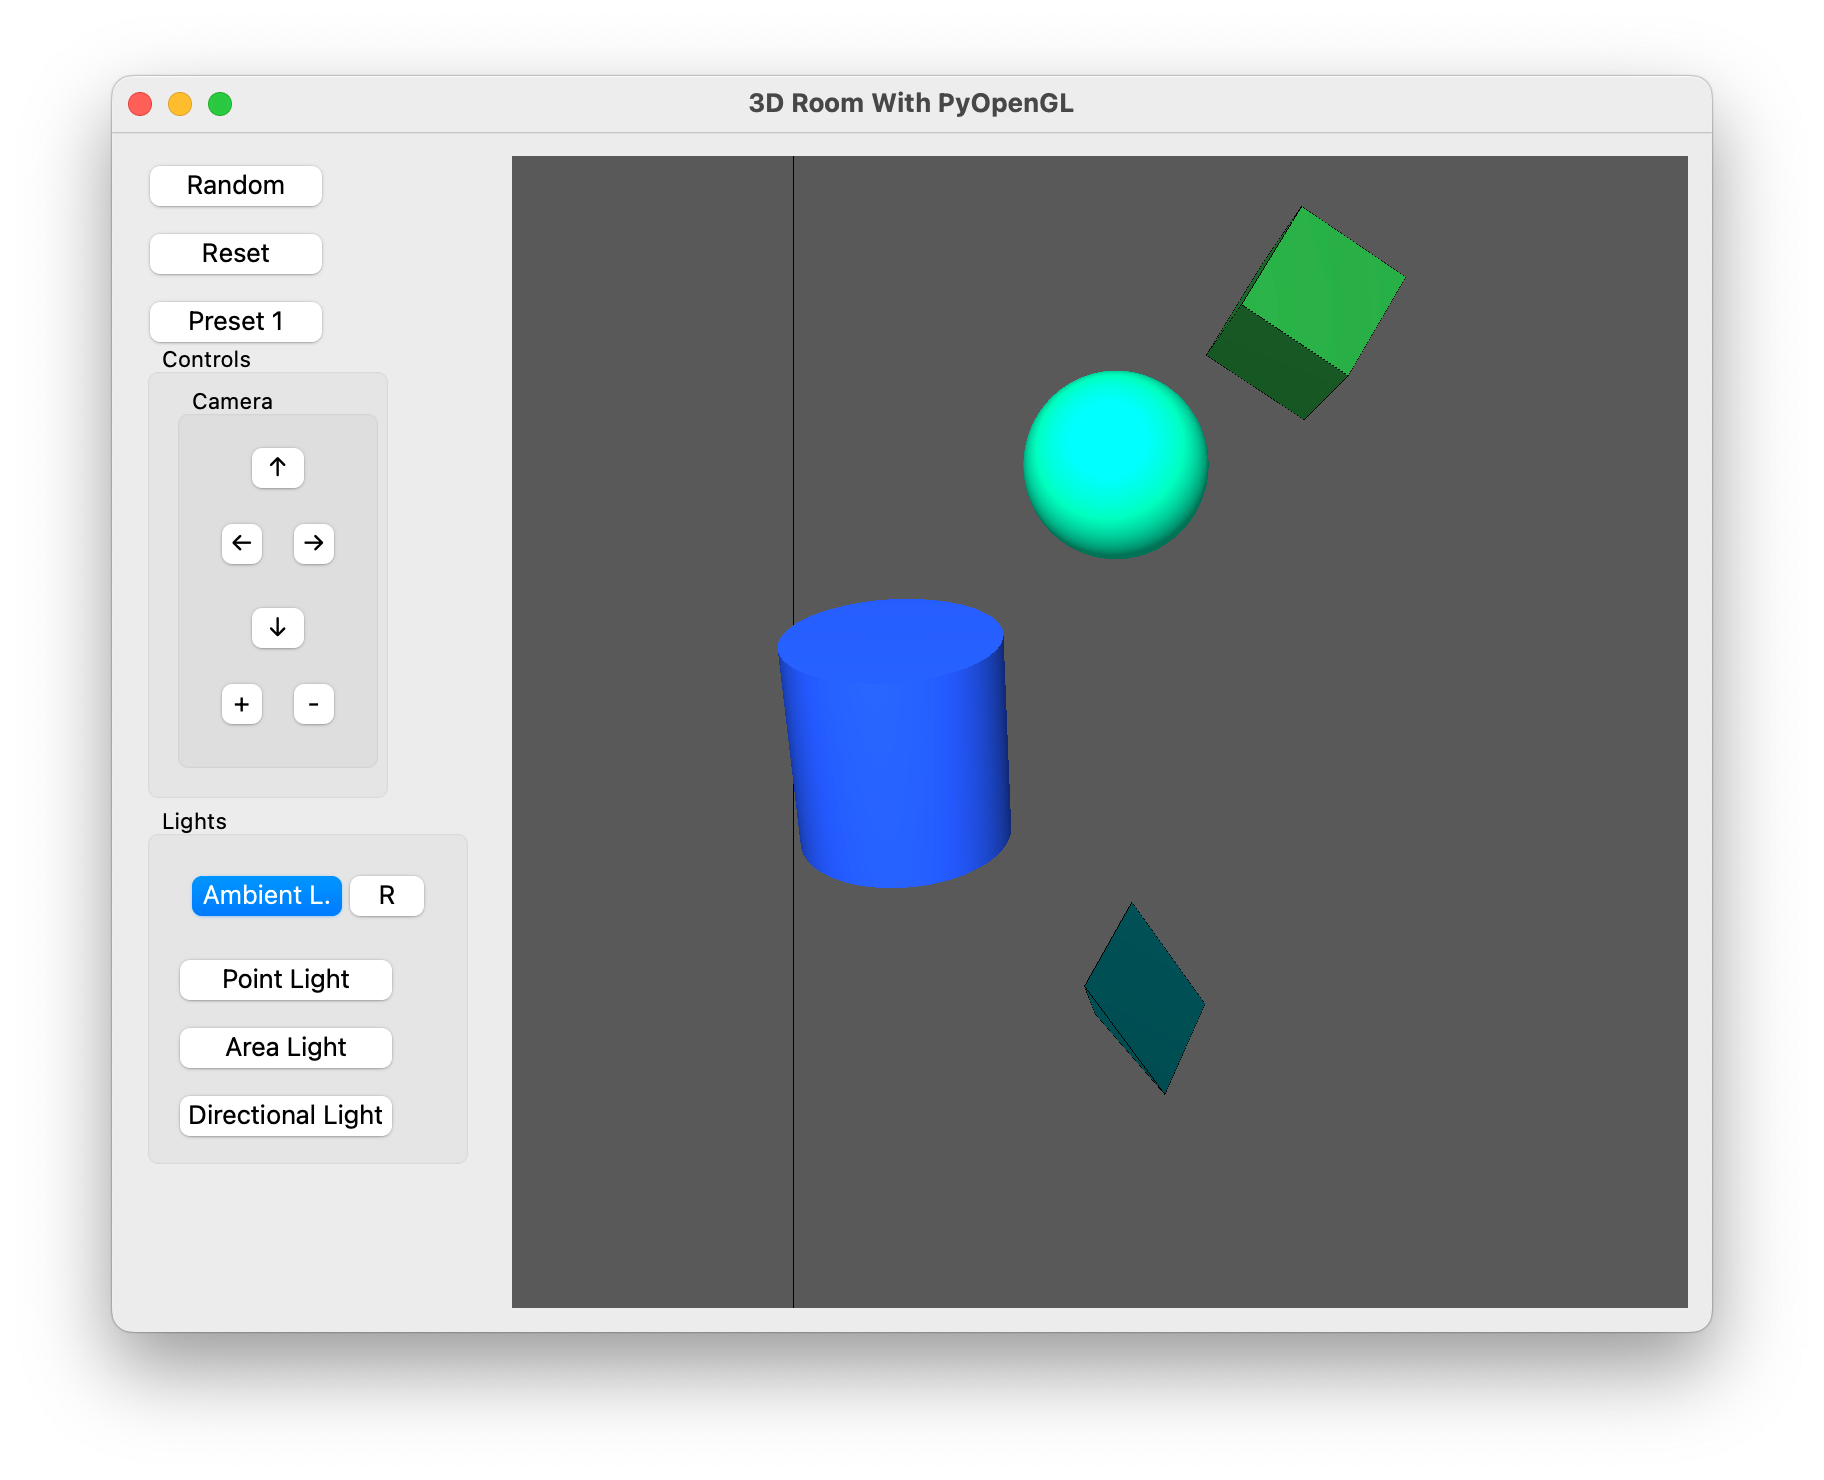 3D Room With PyOpenGL
Random
Reset
Preset 1
Controls
Camera
↑
← →
↓
+ -
Lights
Ambient L. R
Point Light
Area Light
Directional Light